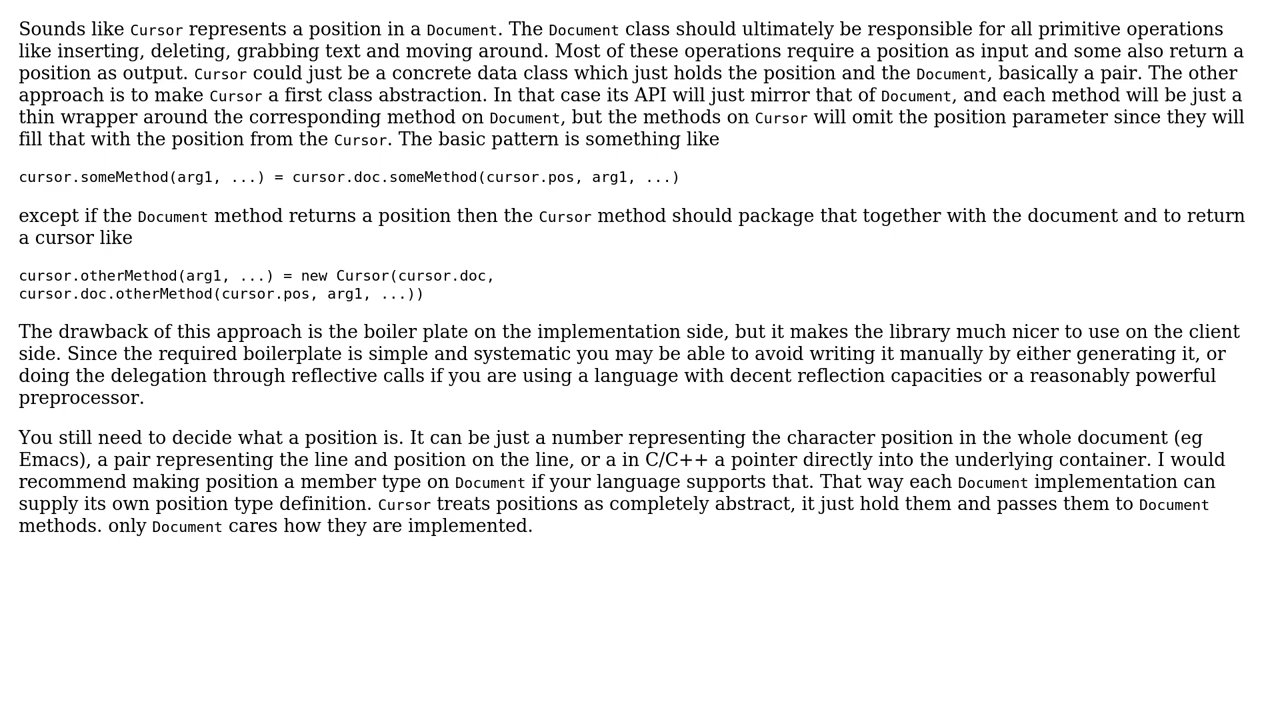 Sounds like Cursor represents a position in a Document. The Document class should ultimately be responsible for all primitive operations
like inserting, deleting, grabbing text and moving around. Most of these operations require a position as input and some also return a
position as output. Cursor could just be a concrete data class which just holds the position and the Document, basically a pair. The other
approach is to make Cursor a first class abstraction. In that case its API will just mirror that of Document, and each method will be just a
thin wrapper around the corresponding method on Document, but the methods on Cursor will omit the position parameter since they will
fill that with the position from the Cursor. The basic pattern is something like
cursor.someMethod(arg1, ...) = cursor.doc.someMethod(cursor.pos, arg1, ...)
except if the Document method returns a position then the Cursor method should package that together with the document and to return
a cursor like
cursor.otherMethod(arg1, ...) = new Cursor(cursor.doc,
cursor.doc.otherMethod(cursor.pos, arg1, ...))
The drawback of this approach is the boiler plate on the implementation side, but it makes the library much nicer to use on the client
side. Since the required boilerplate is simple and systematic you may be able to avoid writing it manually by either generating it, or
doing the delegation through reflective calls if you are using a language with decent reflection capacities or a reasonably powerful
preprocessor.
You still need to decide what a position is. It can be just a number representing the character position in the whole document (eg
Emacs), a pair representing the line and position on the line, or a in C/C++ a pointer directly into the underlying container. I would
recommend making position a member type on Document if your language supports that. That way each Document implementation can
supply its own position type definition. Cursor treats positions as completely abstract, it just hold them and passes them to Document
methods. only Document cares how they are implemented.